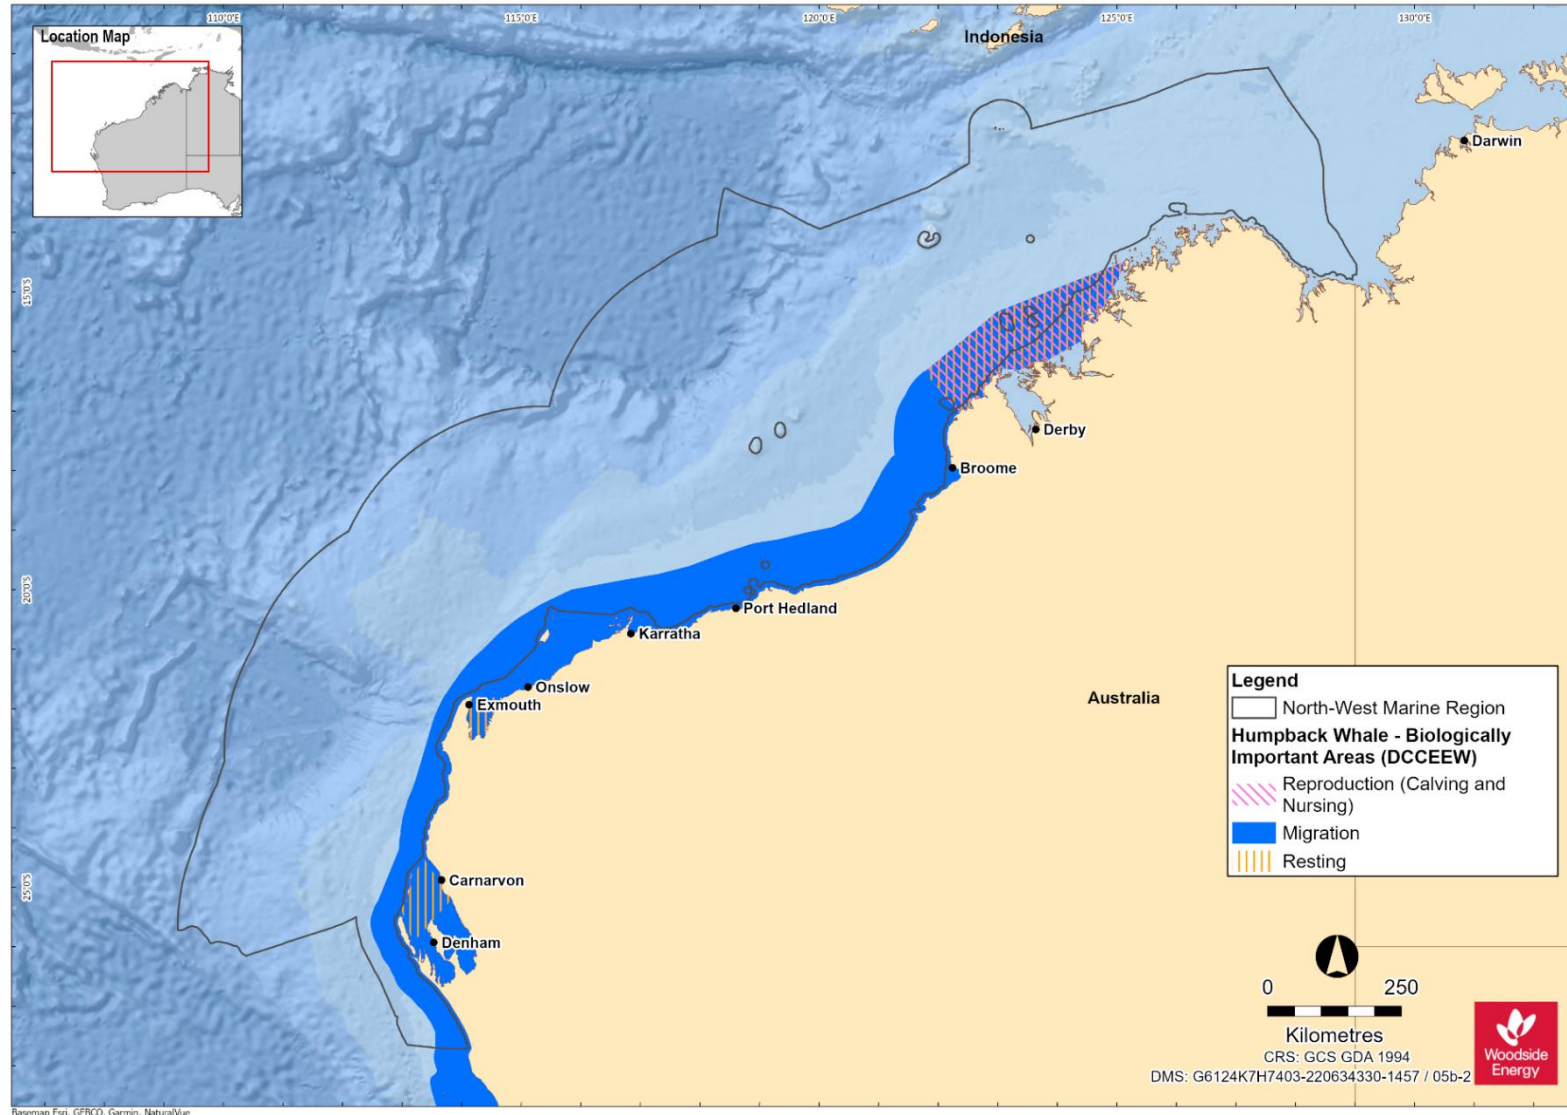 110°0'E
115°0'E
120°0'E
125°0'E
130°0'E
Location Map
Indonesia
Darwin
15°0'S
Derby
Broome
20°0'S
Port Hedland
Karratha
Onslow
Exmouth
Australia
Carnarvon
25°0'S
Denham
Legend
North-West Marine Region
Humpback Whale - Biologically
Important Areas (DCCEEW)
Reproduction (Calving and
Nursing)
Migration
Resting
0 250
Kilometres
CRS: GCS GDA 1994
DMS: G6124K7H7403-220634330-1457 / 05b-2
Woodside
Energy
Basemap Esri, GEBCO, Garmin, NaturalVue